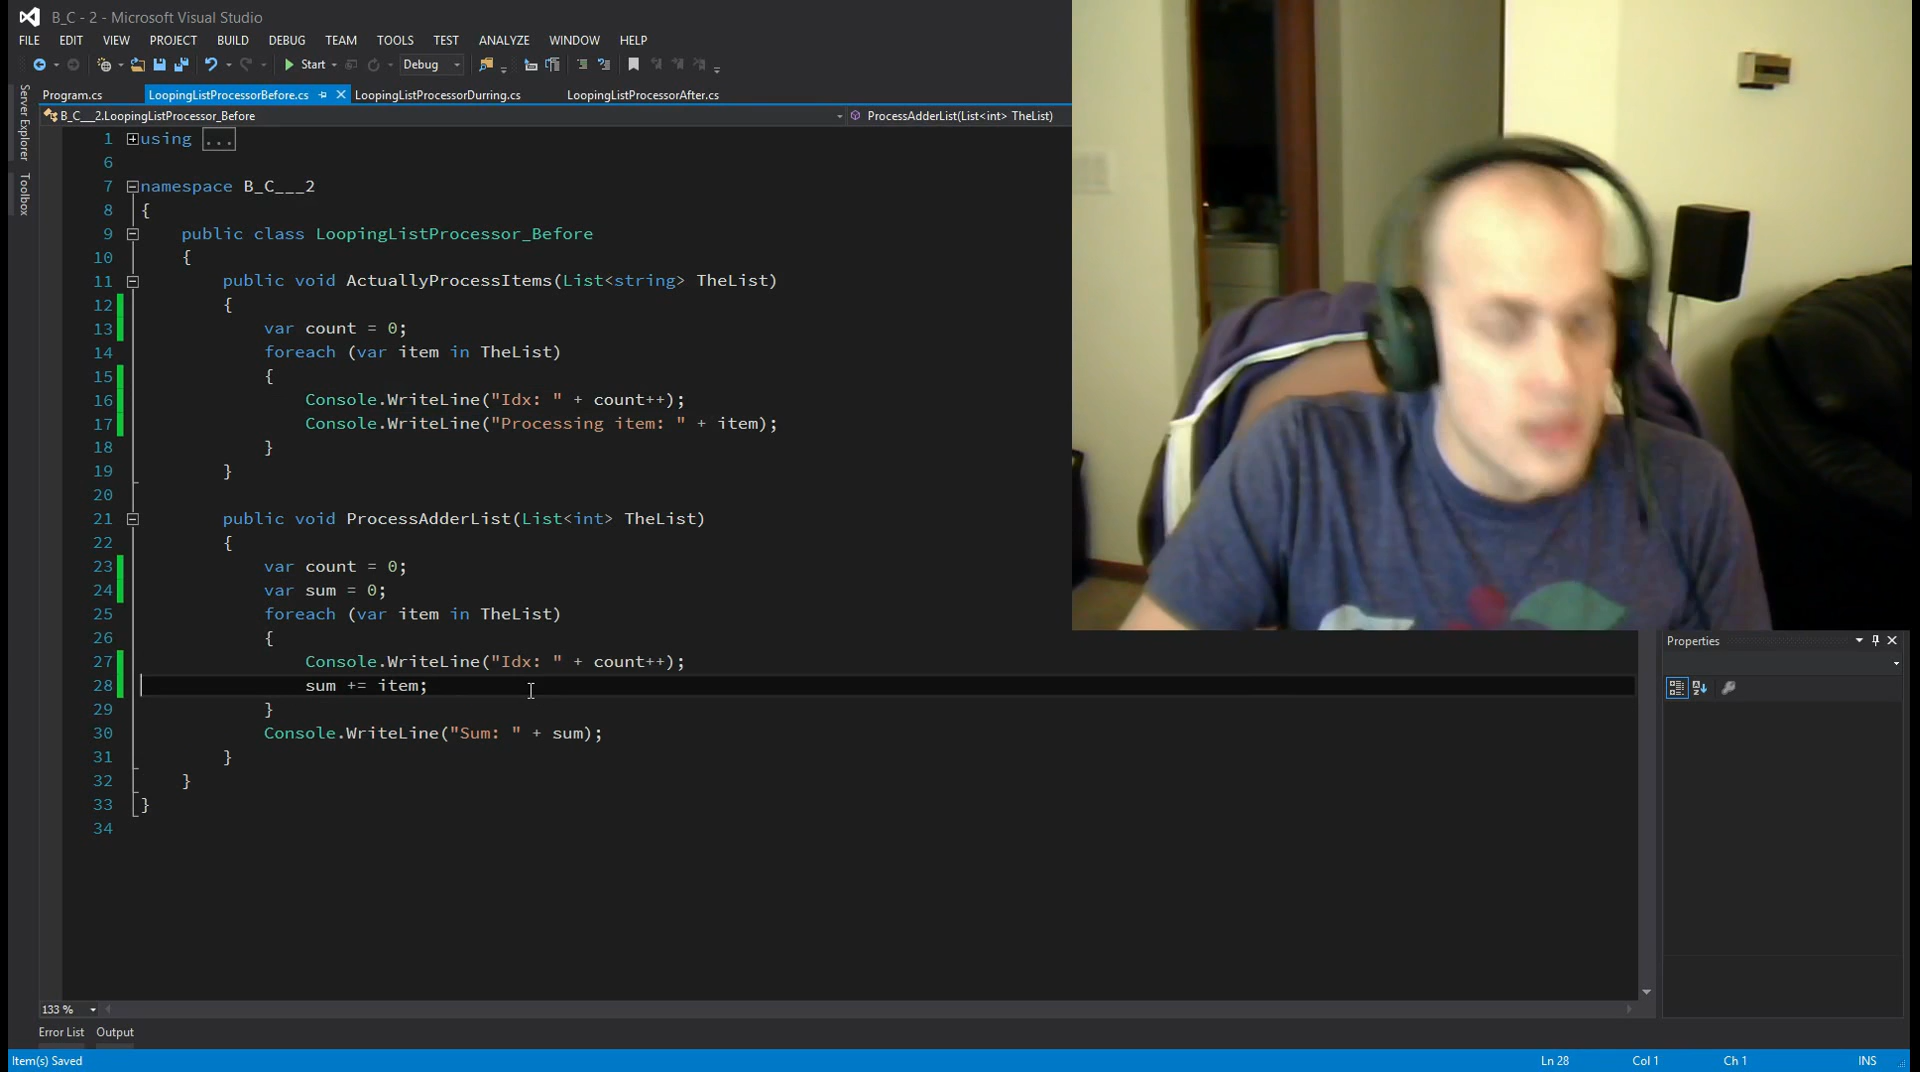 B_C - 2 - Microsoft Visual Studio
FILE EDIT VIEW PROJECT BUILD DEBUG TEAM TOOLS TEST ANALYZE WINDOW HELP
Start Debug
Server Explorer
Toolbox
Program.cs LoopingListProcessorBefore.cs LoopingListProcessorDurring.cs LoopingListProcessorAfter.cs
B_C___2.LoopingListProcessor_Before ProcessAdderList(List<int> TheList)
1 using ...
6
7 namespace B_C___2
8 {
9 public class LoopingListProcessor_Before
10 {
11 public void ActuallyProcessItems(List<string> TheList)
12 {
13 var count = 0;
14 foreach (var item in TheList)
15 {
16 Console.WriteLine("Idx: " + count++);
17 Console.WriteLine("Processing item: " + item);
18 }
19 }
20
21 public void ProcessAdderList(List<int> TheList)
22 {
23 var count = 0;
24 var sum = 0;
25 foreach (var item in TheList)
26 {
27 Console.WriteLine("Idx: " + count++);
28 sum += item;
29 }
30 Console.WriteLine("Sum: " + sum);
31 }
32 }
33 }
34
Properties
133 %
Error List Output
Item(s) Saved Ln 28 Col 1 Ch 1 INS